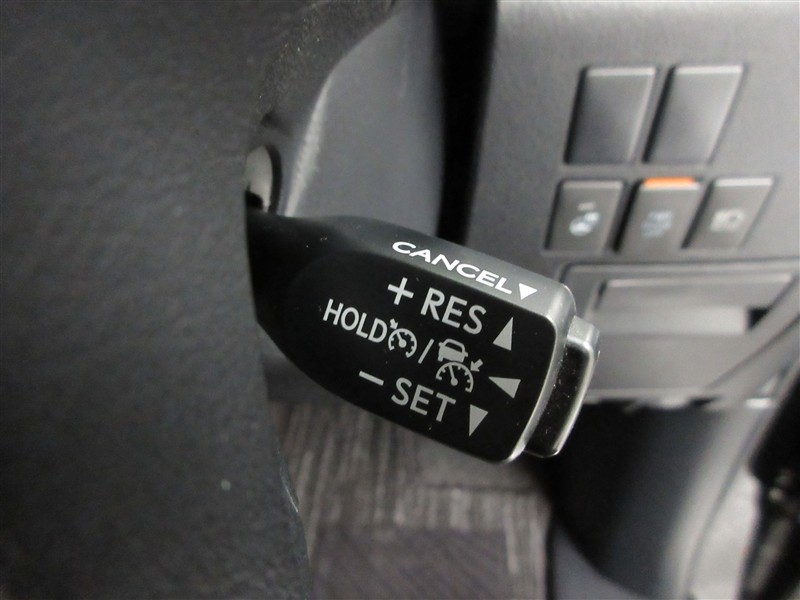 CANCEL▼
+ RES ▲
HOLD /
− SET ▼